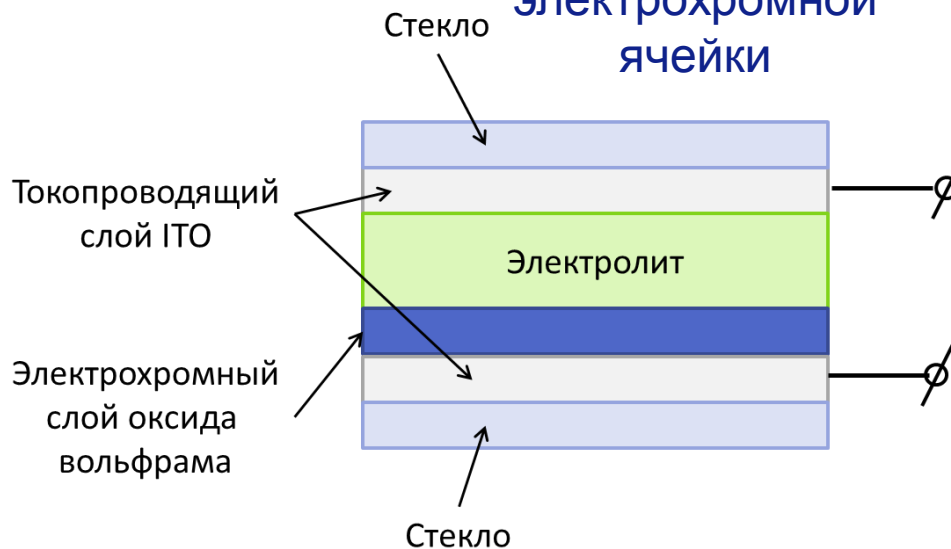 электрохромной
ячейки
Стекло
Токопроводящий
слой ITO
Электролит
Электрохромный
слой оксида
вольфрама
Стекло